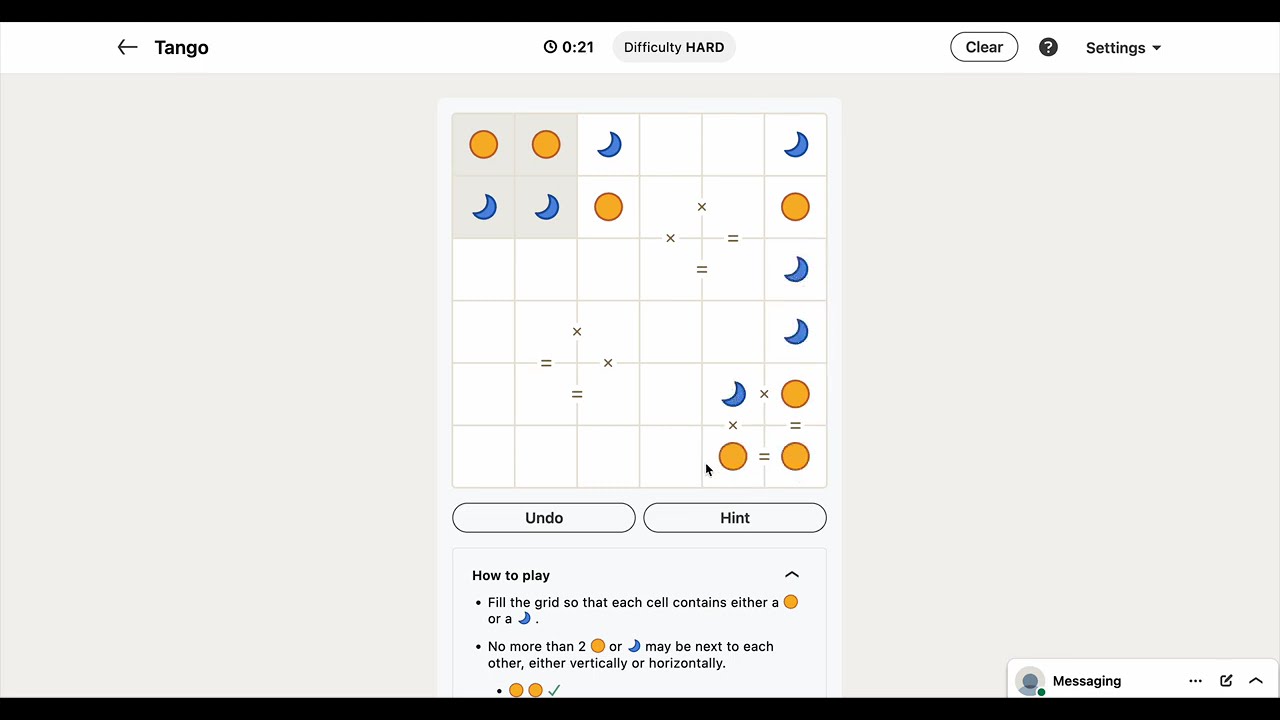 Tango
0:21
Difficulty HARD
Clear
?
Settings
×
× =
=
×
= ×
=
×
× =
=
Undo
Hint
How to play
• Fill the grid so that each cell contains either a
or a .
• No more than 2 or may be next to each
other, either vertically or horizontally.
• ✓
Messaging